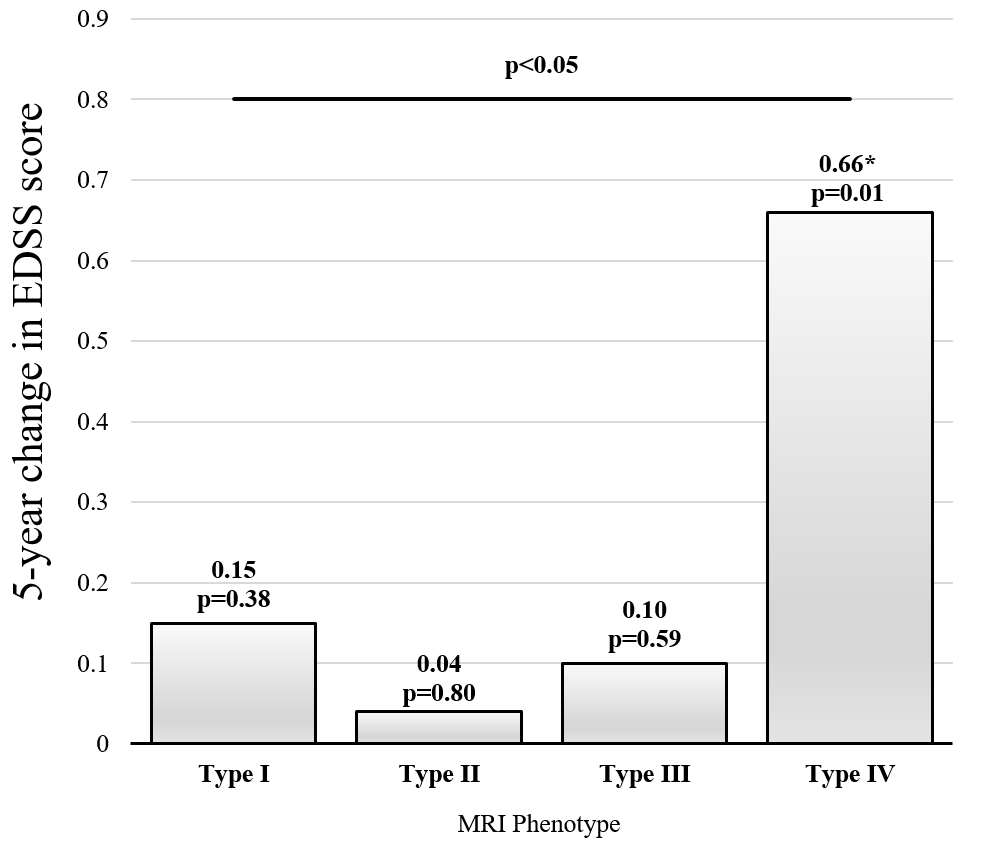 5-year change in EDSS score
0.9
0.8
0.7
0.6
0.5
0.4
0.3
0.2
0.1
0
p<0.05
0.15
p=0.38
0.04
p=0.80
0.10
p=0.59
0.66*
p=0.01
Type I
Type II
Type III
Type IV
MRI Phenotype